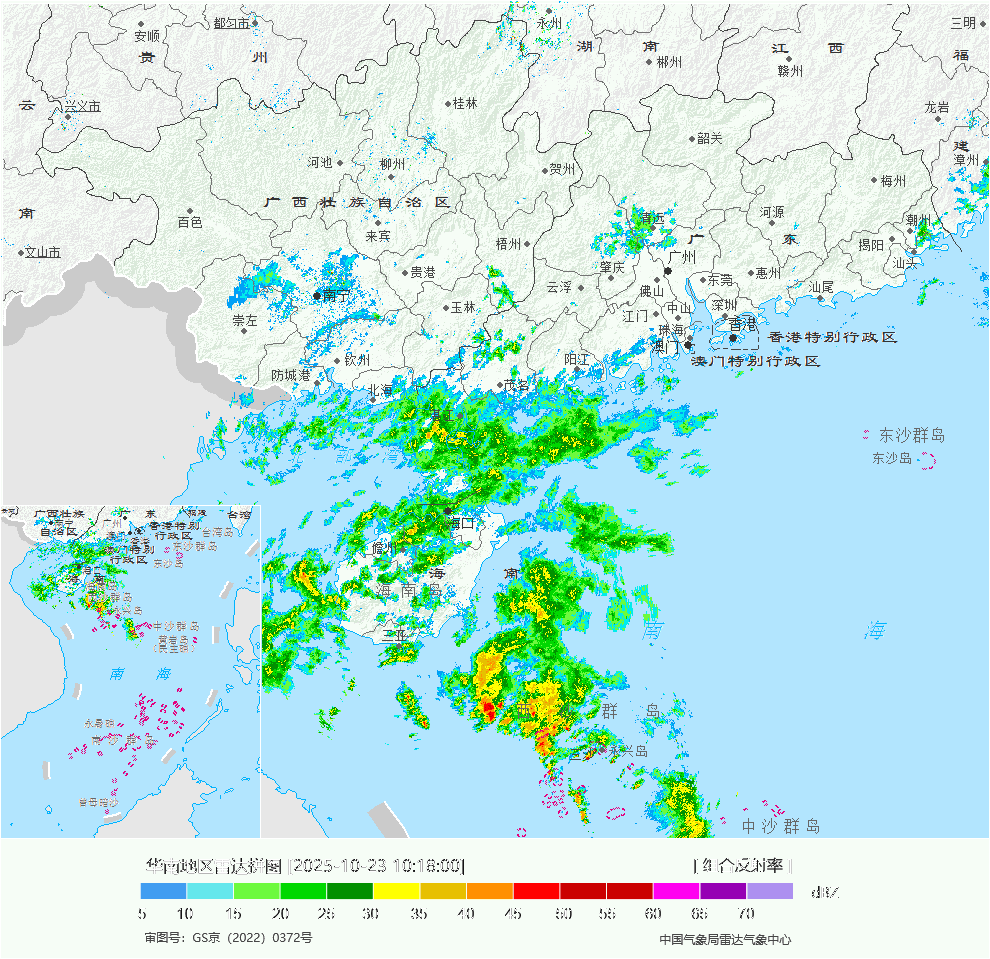 永州
三明
都匀市
安顺
湖 南
江 西
福
贵 州
郴州
赣州
云
兴义市
桂林
龙岩
韶关
建
河池
柳州
漳州
贺州
梅州
广 西 壮 族 自 治 区
南
百色
清远
河源
潮州
来宾
广 东
文山市
梧州
揭阳
广州
汕头
贵港
肇庆
惠州
东莞
云浮
佛山
汕尾
南宁
玉林
中山
深圳
崇左
江门
香港
珠海
香港特别行政区
澳门
钦州
阳江
澳门特别行政区
防城港
茂名
北海
湛江
东沙群岛
东沙岛
海口
儋州
海 南
海 南 岛
三亚
南 海
西 沙 群 岛
永兴岛
中 沙 群 岛
广西壮族
自治区
广 东
台湾
广州
香港特别
行政区
台湾岛
东沙群岛
东沙岛
中沙群岛
黄岩岛
南 海
永暑礁
南 沙 群 岛
曾母暗沙
华南地区雷达拼图 [2025-10-23 10:18:00]
[ 组合反射率 ]
dBZ
5 10 15 20 25 30 35 40 45 50 55 60 65 70
审图号：GS京（2022）0372号
中国气象局雷达气象中心